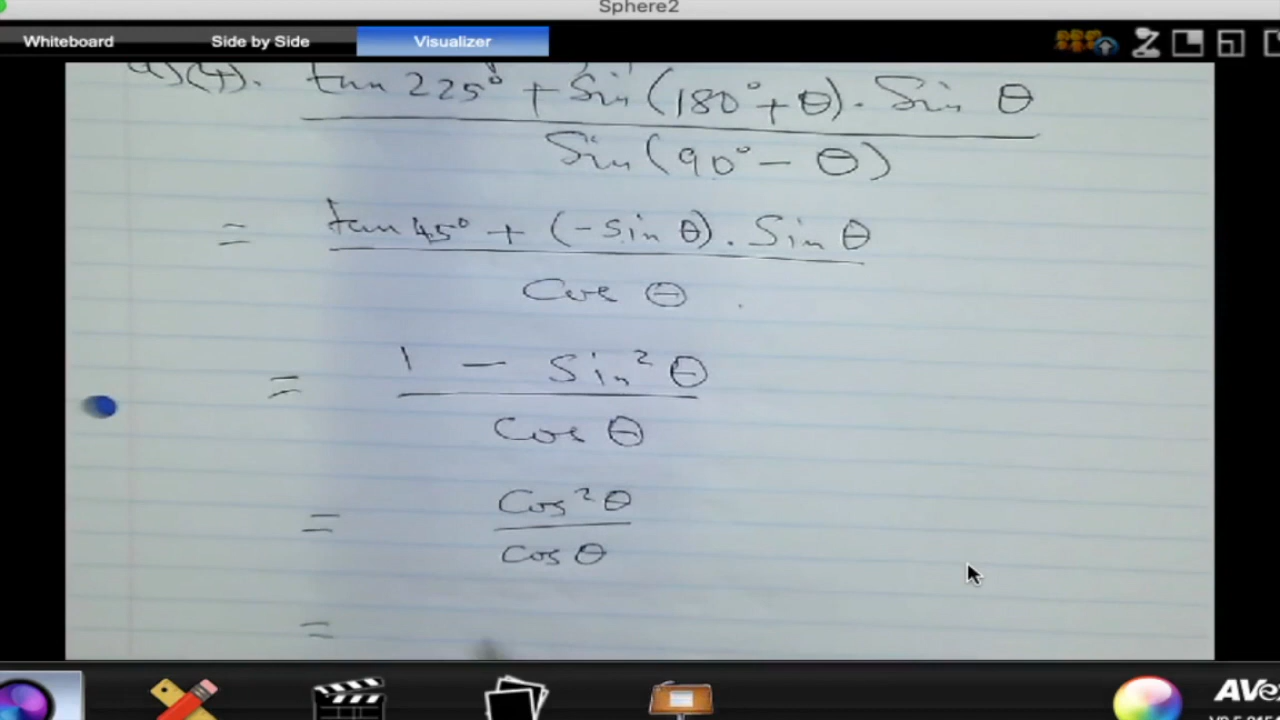 Sphere2
Whiteboard Side by Side Visualizer
tan 225° + Sin (180° + θ) . Sin θ
Sin (90° - θ)
= tan 45° + (-sin θ) . Sin θ
Cos θ
= 1 - Sin² θ
Cos θ
= Cos² θ
Cos θ
=